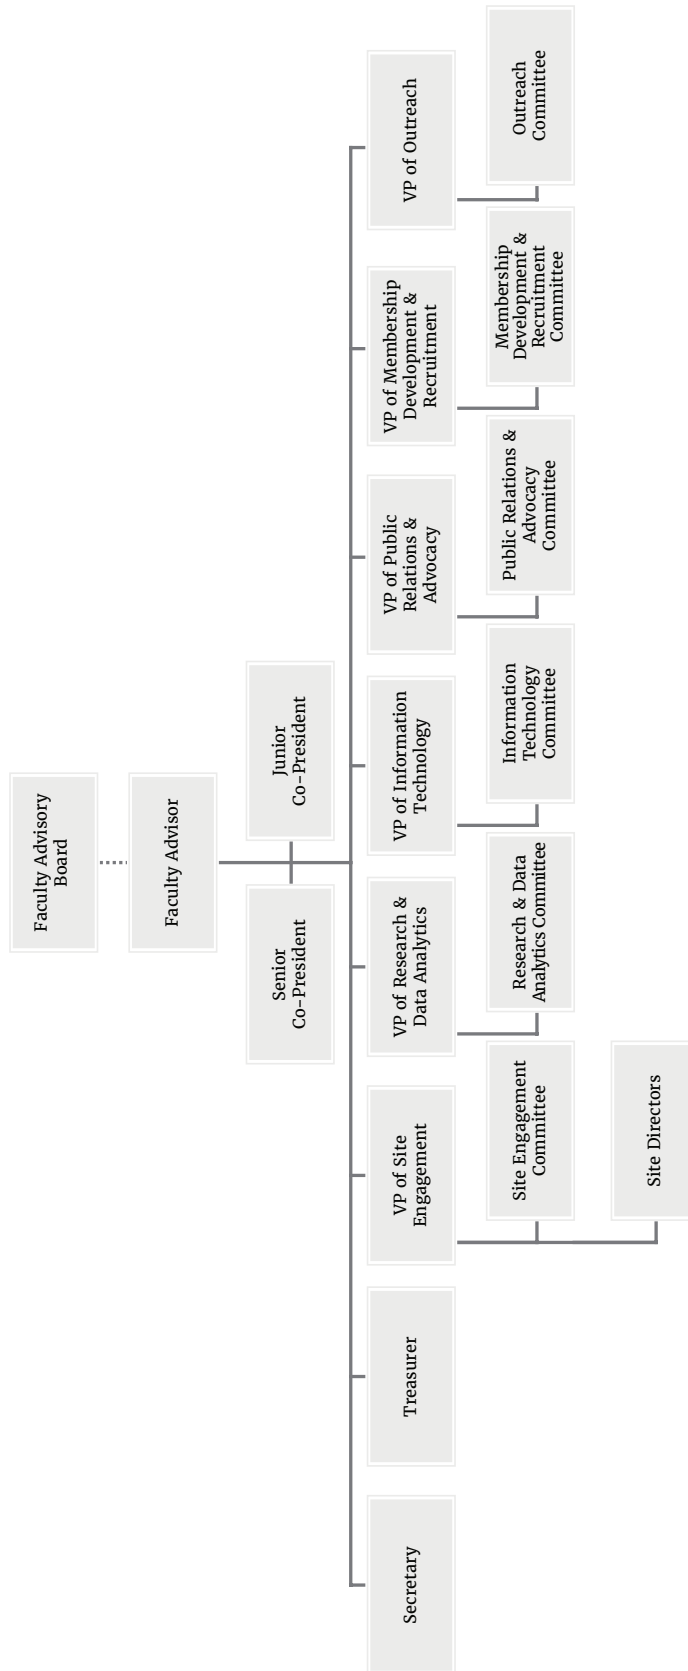 Faculty Advisory
Board
Faculty Advisor
Senior
Co-President
Junior
Co-President
Secretary
Treasurer
VP of Site
Engagement
VP of Research &
Data Analytics
VP of Information
Technology
VP of Public
Relations &
Advocacy
VP of Membership
Development &
Recruitment
VP of Outreach
Site Engagement
Committee
Research & Data
Analytics Committee
Information
Technology
Committee
Public Relations &
Advocacy
Committee
Membership
Development &
Recruitment
Committee
Outreach
Committee
Site Directors